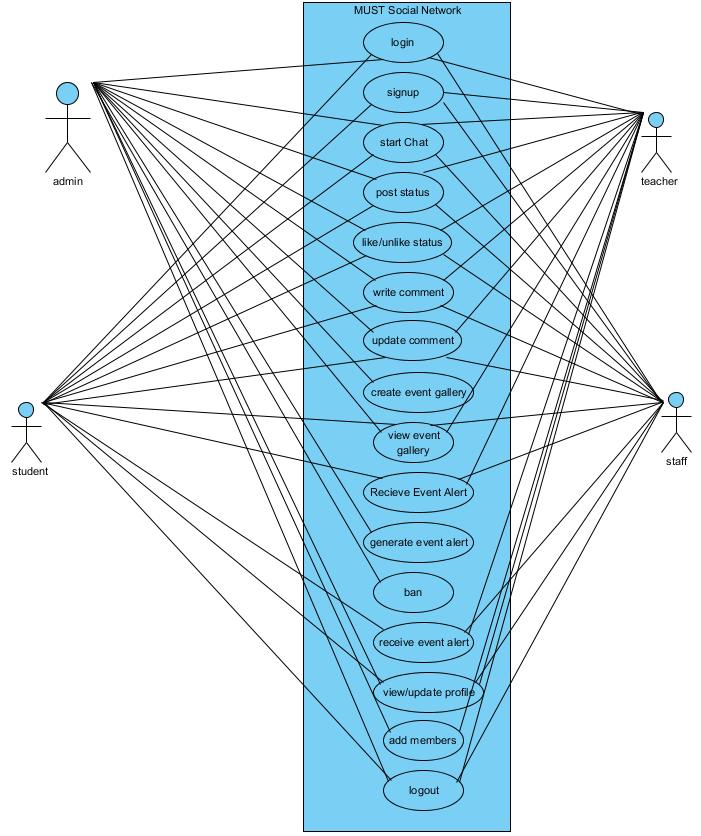 MUST Social Network
login
signup
start Chat
post status
like/unlike status
write comment
update comment
create event gallery
view event
gallery
Recieve Event Alert
generate event alert
ban
receive event alert
view/update profile
add members
logout
admin
student
teacher
staff